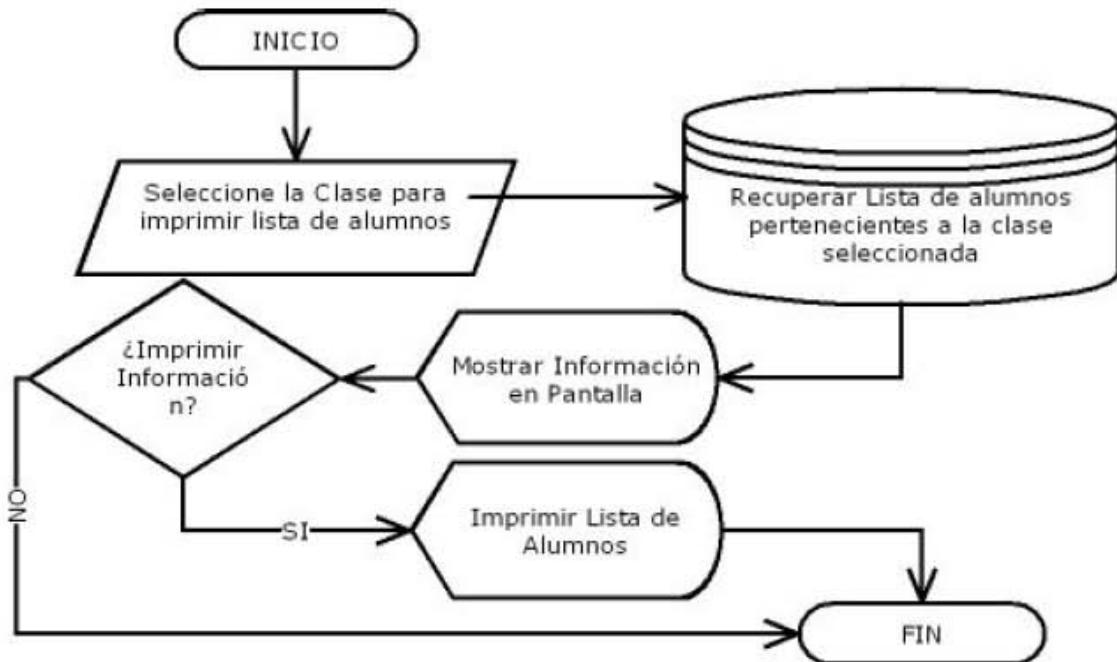 INICIO
Seleccione la Clase para
imprimir lista de alumnos
Recuperar Lista de alumnos
pertenecientes a la clase
seleccionada
Mostrar Información
en Pantalla
¿Imprimir
Informació
n?
NO
SI
Imprimir Lista de
Alumnos
FIN